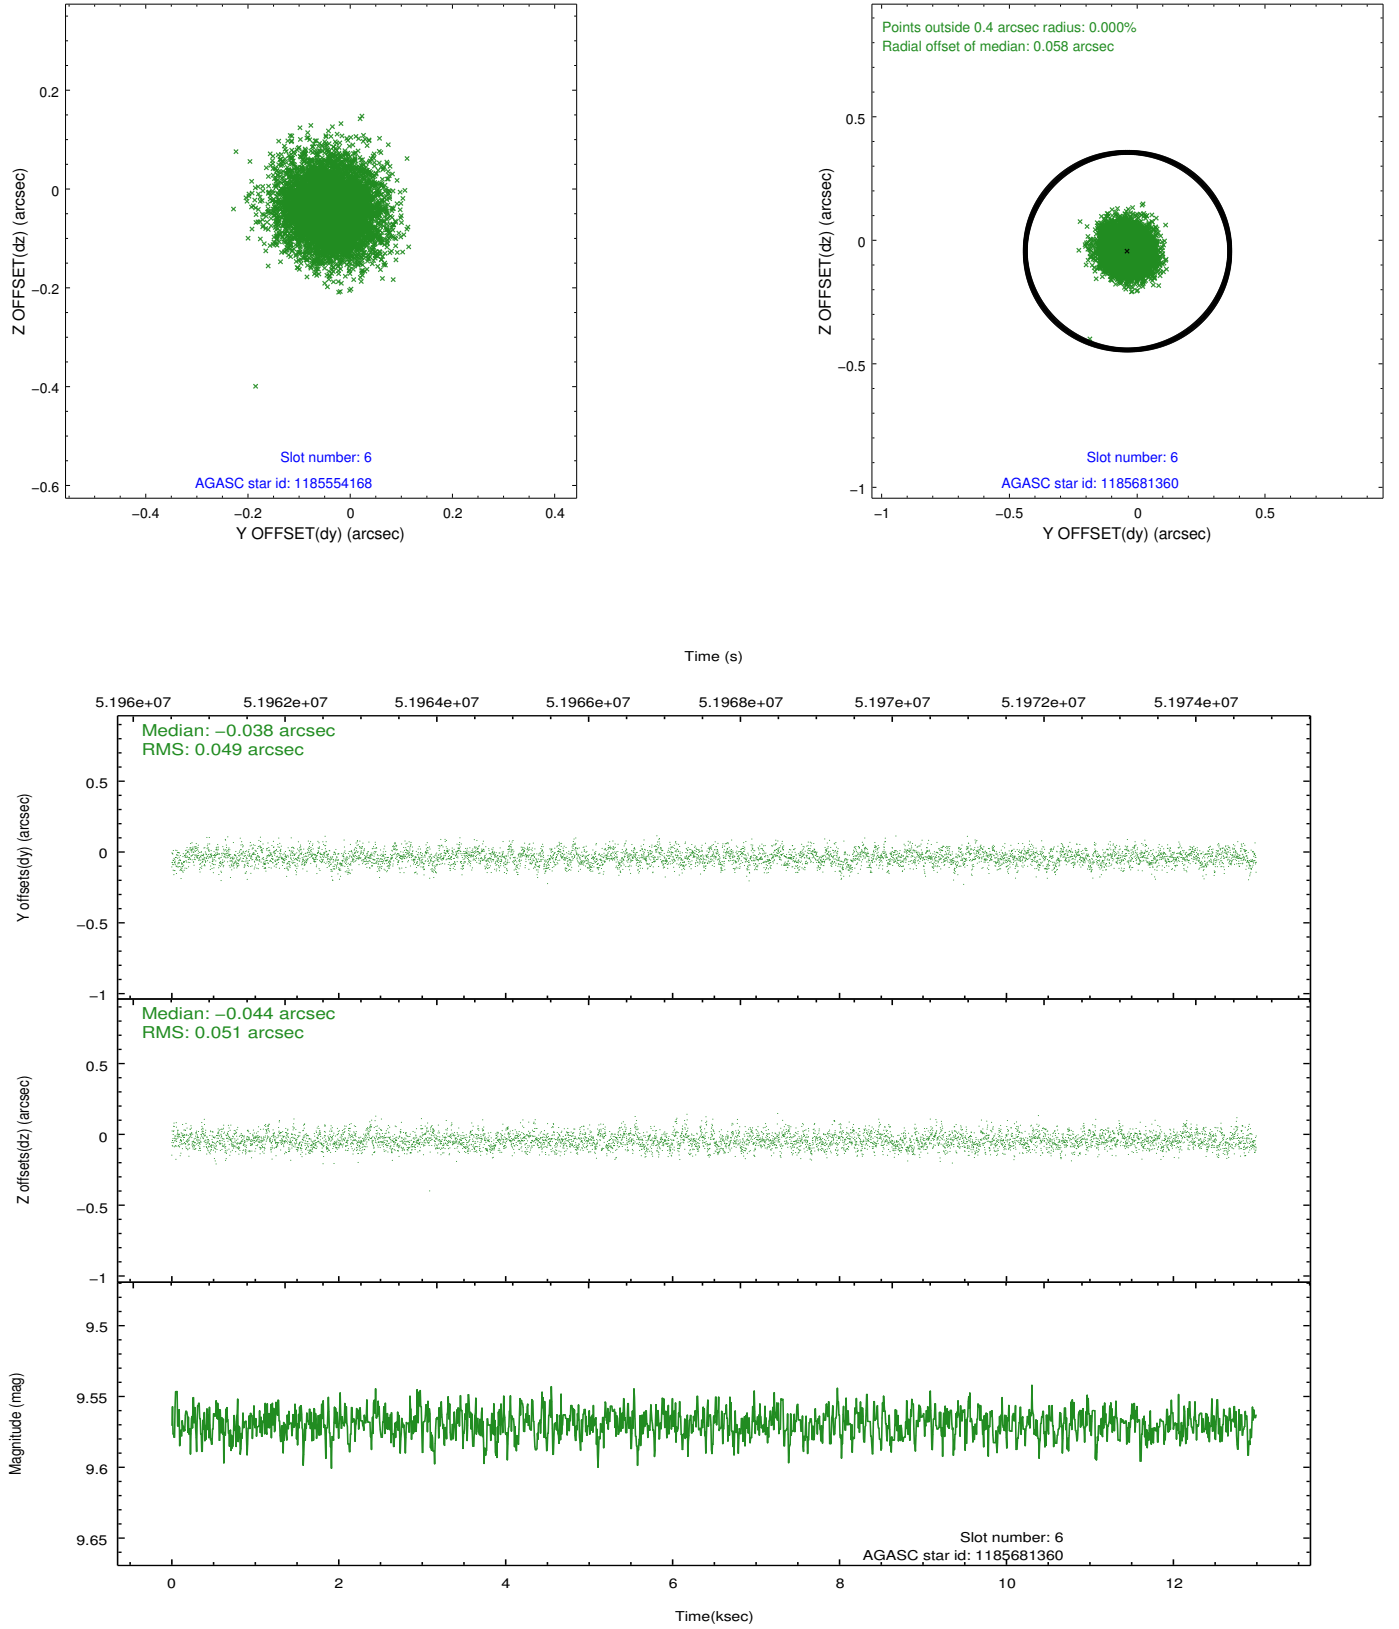 0.2
0
−0.2
−0.4
−0.6
Z OFFSET(dz) (arcsec)
−0.4
−0.2
0
0.2
0.4
Y OFFSET(dy) (arcsec)
Slot number: 6
AGASC star id: 1185554168
Points outside 0.4 arcsec radius: 0.000%
Radial offset of median: 0.058 arcsec
0.5
0
−0.5
−1
Z OFFSET(dz) (arcsec)
−1
−0.5
0
0.5
Y OFFSET(dy) (arcsec)
Slot number: 6
AGASC star id: 1185681360
Time (s)
5.196e+07
5.1962e+07
5.1964e+07
5.1966e+07
5.1968e+07
5.197e+07
5.1972e+07
5.1974e+07
Median: −0.038 arcsec
RMS: 0.049 arcsec
0.5
0
−0.5
−1
Y offsets(dy) (arcsec)
Median: −0.044 arcsec
RMS: 0.051 arcsec
0.5
0
−0.5
−1
Z offsets(dz) (arcsec)
9.5
9.55
9.6
9.65
Magnitude (mag)
Slot number: 6
AGASC star id: 1185681360
0
2
4
6
8
10
12
Time(ksec)